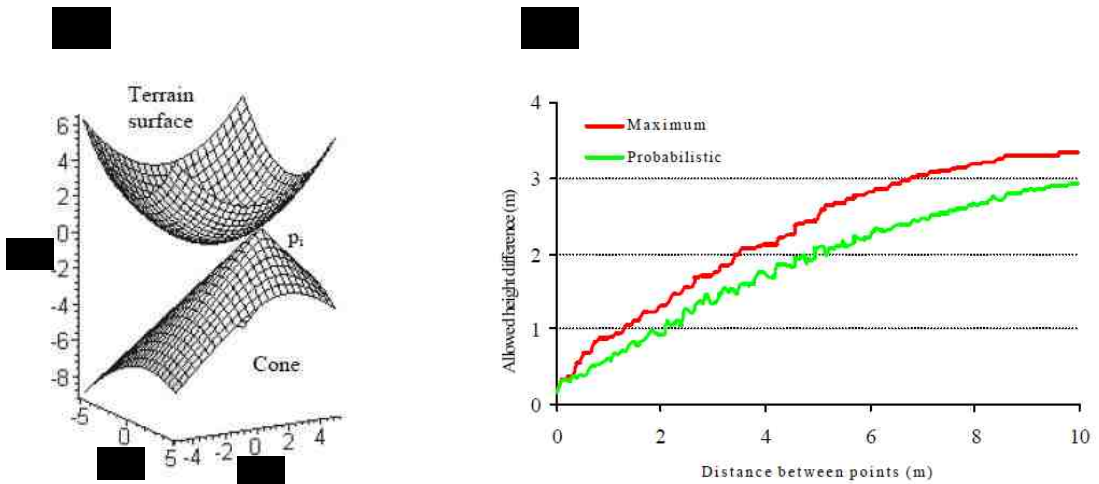 Terrain
surface
6
4
2
0
-2
-4
-6
-8
p_i
Cone
-5
0
5
-4
-2
0
2
4
4
3
2
1
0
Maximum
Probabilistic
Allowed height difference (m)
0 2 4 6 8 10
Distance between points (m)